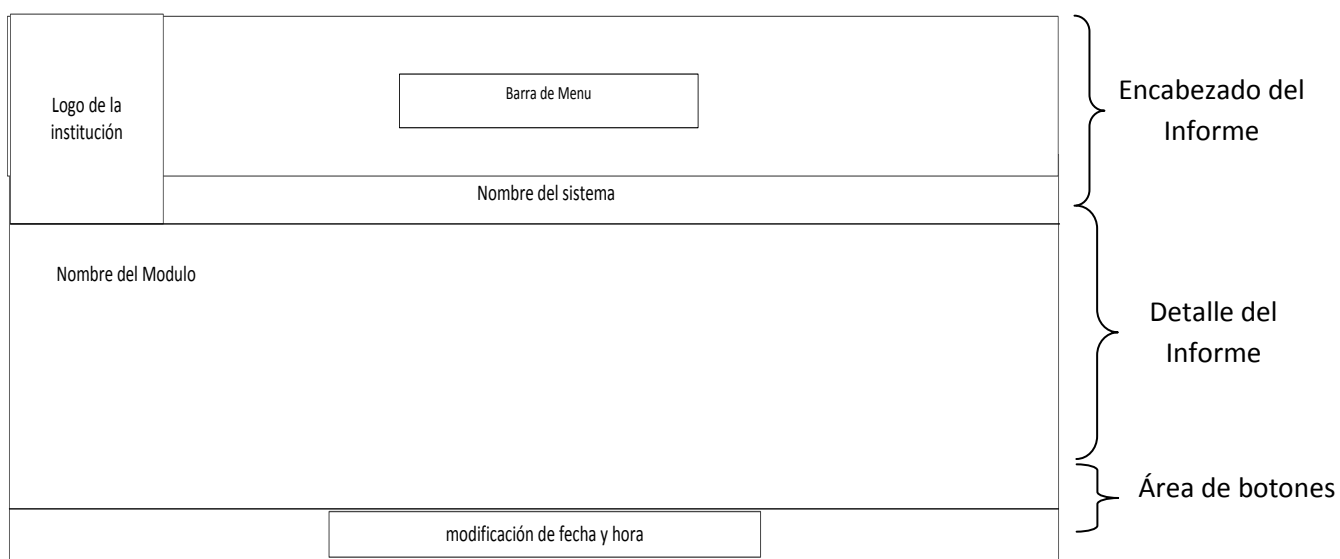 Logo de la
institución
Barra de Menu
Nombre del sistema
Encabezado del
Informe
Nombre del Modulo
Detalle del
Informe
Área de botones
modificación de fecha y hora